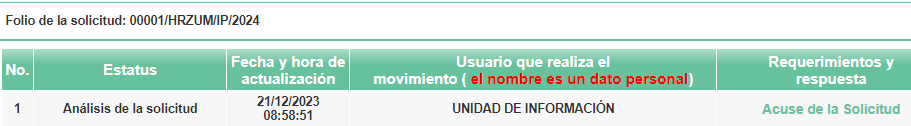 Folio de la solicitud: 00001/HRZUM/IP/2024
No.
Estatus
Fecha y hora de
actualización
Usuario que realiza el
movimiento ( el nombre es un dato personal)
Requerimientos y
respuesta
1
Análisis de la solicitud
21/12/2023
08:58:51
UNIDAD DE INFORMACIÓN
Acuse de la Solicitud